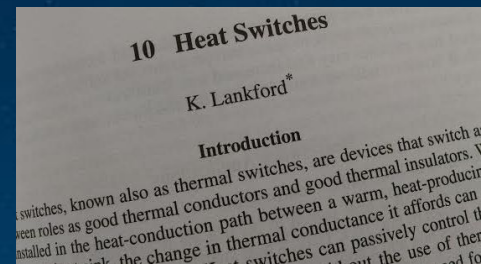 10 Heat Switches
K. Lankford*
Introduction
switches, known also as thermal switches, are devices that switch
roles as good thermal conductors and good thermal insulators.
installed in the heat-conduction path between a warm, heat-producing
the change in thermal conductance it affords can
switches can passively control
the use of